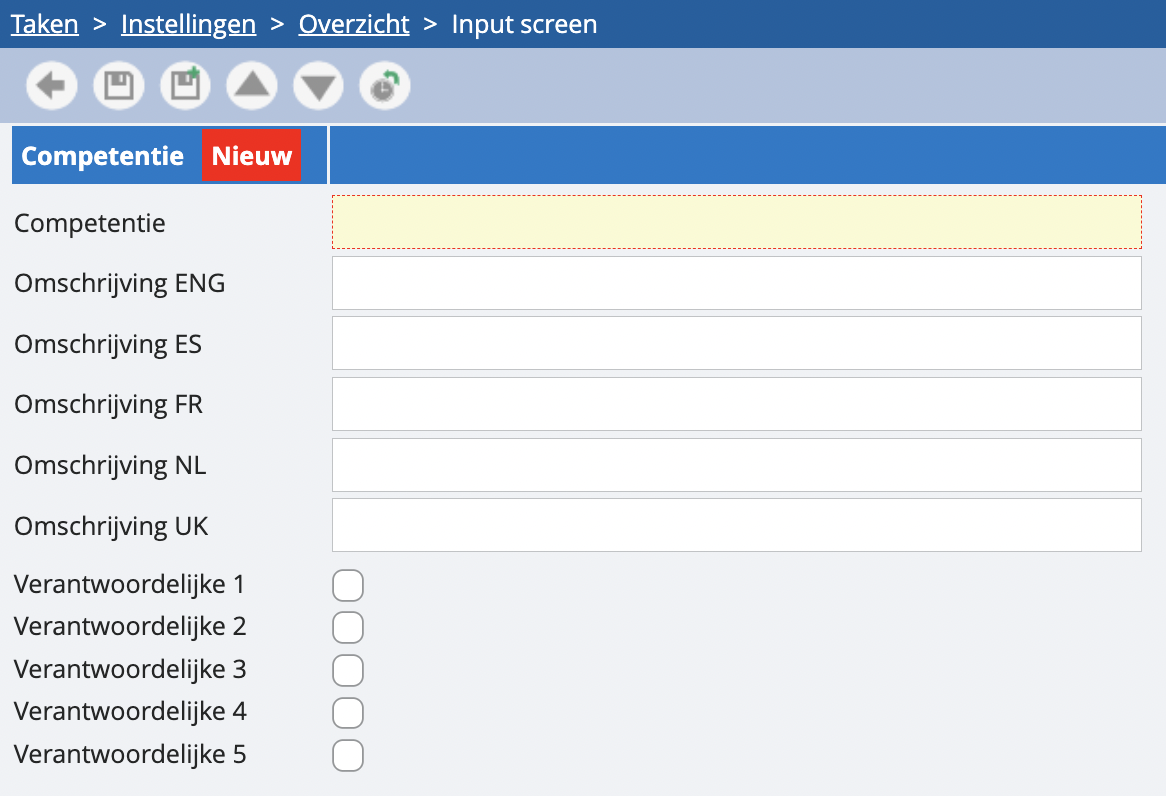 Taken > Instellingen > Overzicht > Input screen
Competentie Nieuw
Competentie
Omschrijving ENG
Omschrijving ES
Omschrijving FR
Omschrijving NL
Omschrijving UK
Verantwoordelijke 1
Verantwoordelijke 2
Verantwoordelijke 3
Verantwoordelijke 4
Verantwoordelijke 5